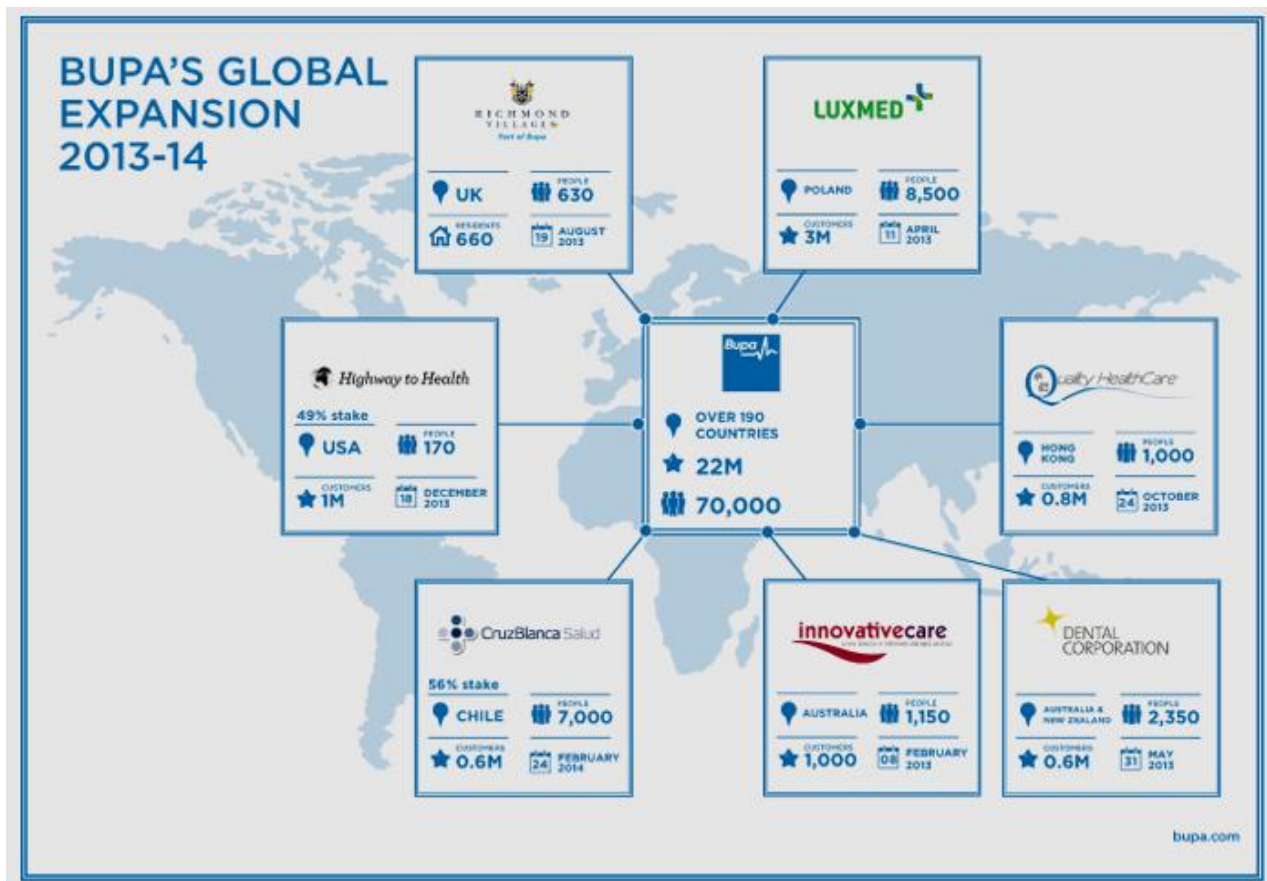 BUPA'S GLOBAL
EXPANSION
2013-14
RICHMOND
VILLAGES
Part of Bupa
UK
PEOPLE
630
RESIDENTS
660
19
AUGUST
2013
LUXMED
POLAND
PEOPLE
8,500
CUSTOMERS
3M
11
APRIL
2013
Highway to Health
49% stake
USA
PEOPLE
170
CUSTOMERS
1M
18
DECEMBER
2013
Bupa
OVER 190
COUNTRIES
22M
70,000
Quality HealthCare
HONG
KONG
PEOPLE
1,000
CUSTOMERS
0.8M
24
OCTOBER
2013
CruzBlanca Salud
56% stake
CHILE
PEOPLE
7,000
CUSTOMERS
0.6M
24
FEBRUARY
2014
innovativecare
AUSTRALIA
PEOPLE
1,150
CUSTOMERS
1,000
08
FEBRUARY
2013
DENTAL
CORPORATION
AUSTRALIA &
NEW ZEALAND
PEOPLE
2,350
CUSTOMERS
0.6M
31
MAY
2013
bupa.com